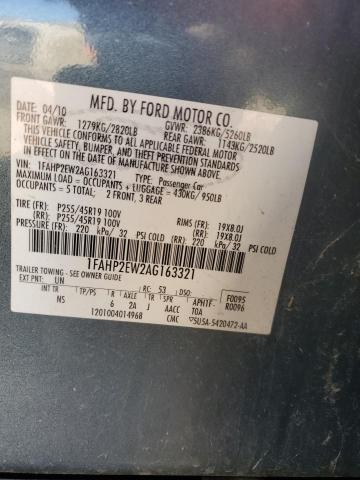 MFD. BY FORD MOTOR CO.
DATE: 04/10 GVWR: 2386KG/5260LB
FRONT GAWR: 1279KG/2820LB REAR GAWR: 1143KG/2520LB
THIS VEHICLE CONFORMS TO ALL APPLICABLE FEDERAL MOTOR VEHICLE
SAFETY, BUMPER, AND THEFT PREVENTION STANDARDS IN EFFECT ON THE
DATE OF MANUFACTURE SHOWN ABOVE.
VIN: 1FAHP2EW2AG163321 TYPE: Passenger Car
MAXIMUM LOAD = OCCUPANTS + LUGGAGE = 430KG/ 950LB
OCCUPANTS = 5 TOTAL; 2 FRONT, 3 REAR
TIRE (FR): P255/45R19 100V RIMS (FR): 19X8.0J
TIRE (RR): P255/45R19 100V RIMS (RR): 19X8.0J
PRESSURE (FR): 220 kPa/ 32 PSI COLD
PRESSURE (RR): 220 kPa/ 32 PSI COLD
1FAHP2EW2AG163321
TRAILER TOWING - SEE OWNER GUIDE
EXT PNT: UN RC: 53 DSO: F0095
INT TR TP/PS R AXLE TR SPR R0096
NS 6 2A J AACC T0A
1201004014968 CMC 5U5A-5420472-AA